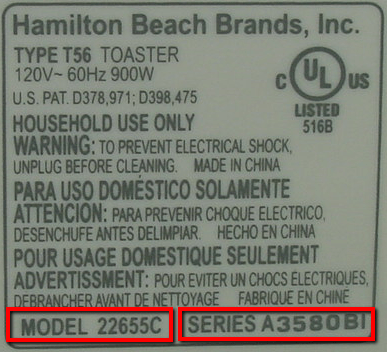 Hamilton Beach Brands, Inc.
TYPE T56 TOASTER
120V~ 60Hz 900W
U.S. PAT. D378,971; D398,475
C UL US
LISTED
516B
HOUSEHOLD USE ONLY
WARNING: TO PREVENT ELECTRICAL SHOCK,
UNPLUG BEFORE CLEANING. MADE IN CHINA
PARA USO DOMÉSTICO SOLAMENTE
ATTENCION: PARA PREVENIR CHOQUE ELECTRICO,
DESENCHUFE ANTES DELIMPIAR. HECHO EN CHINA
POUR USAGE DOMESTIQUE SEULEMENT
ADVERTISSMENT: POUR EVITER UN CHOCS ÉLECTRIQUES,
DEBRANCHER AVANT DE NETTOYAGE FABRIQUE EN CHINE
MODEL 22655C SERIES A3580BI